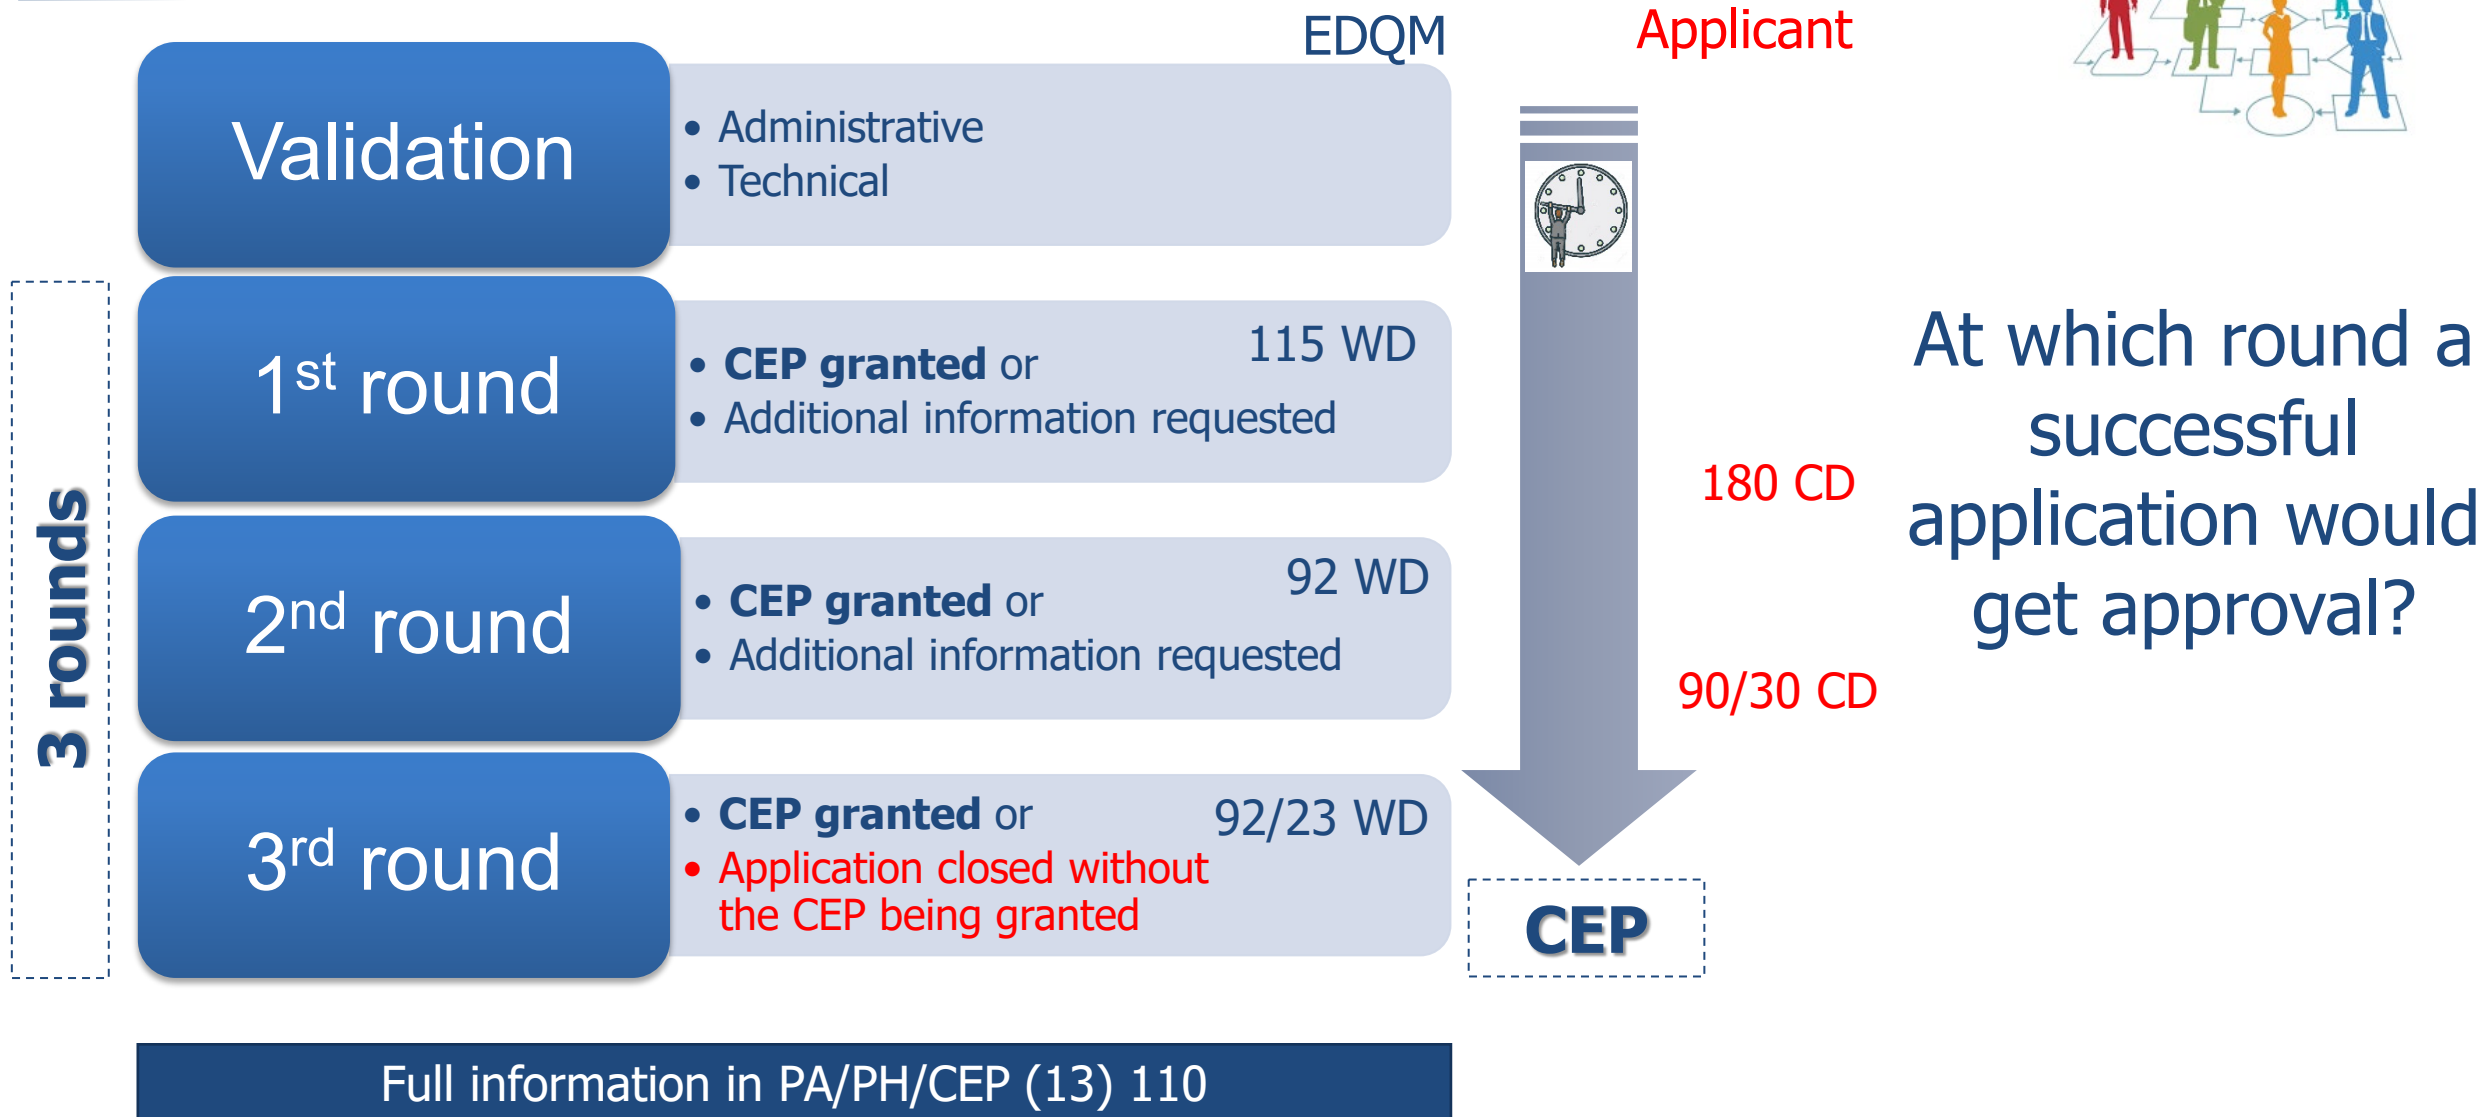 EDQM
Applicant
Validation
• Administrative
• Technical
3 rounds
1st round
• CEP granted or
115 WD
• Additional information requested
180 CD
2nd round
• CEP granted or
92 WD
• Additional information requested
90/30 CD
3rd round
• CEP granted or
92/23 WD
• Application closed without
the CEP being granted
CEP
At which round a
successful
application would
get approval?
Full information in PA/PH/CEP (13) 110